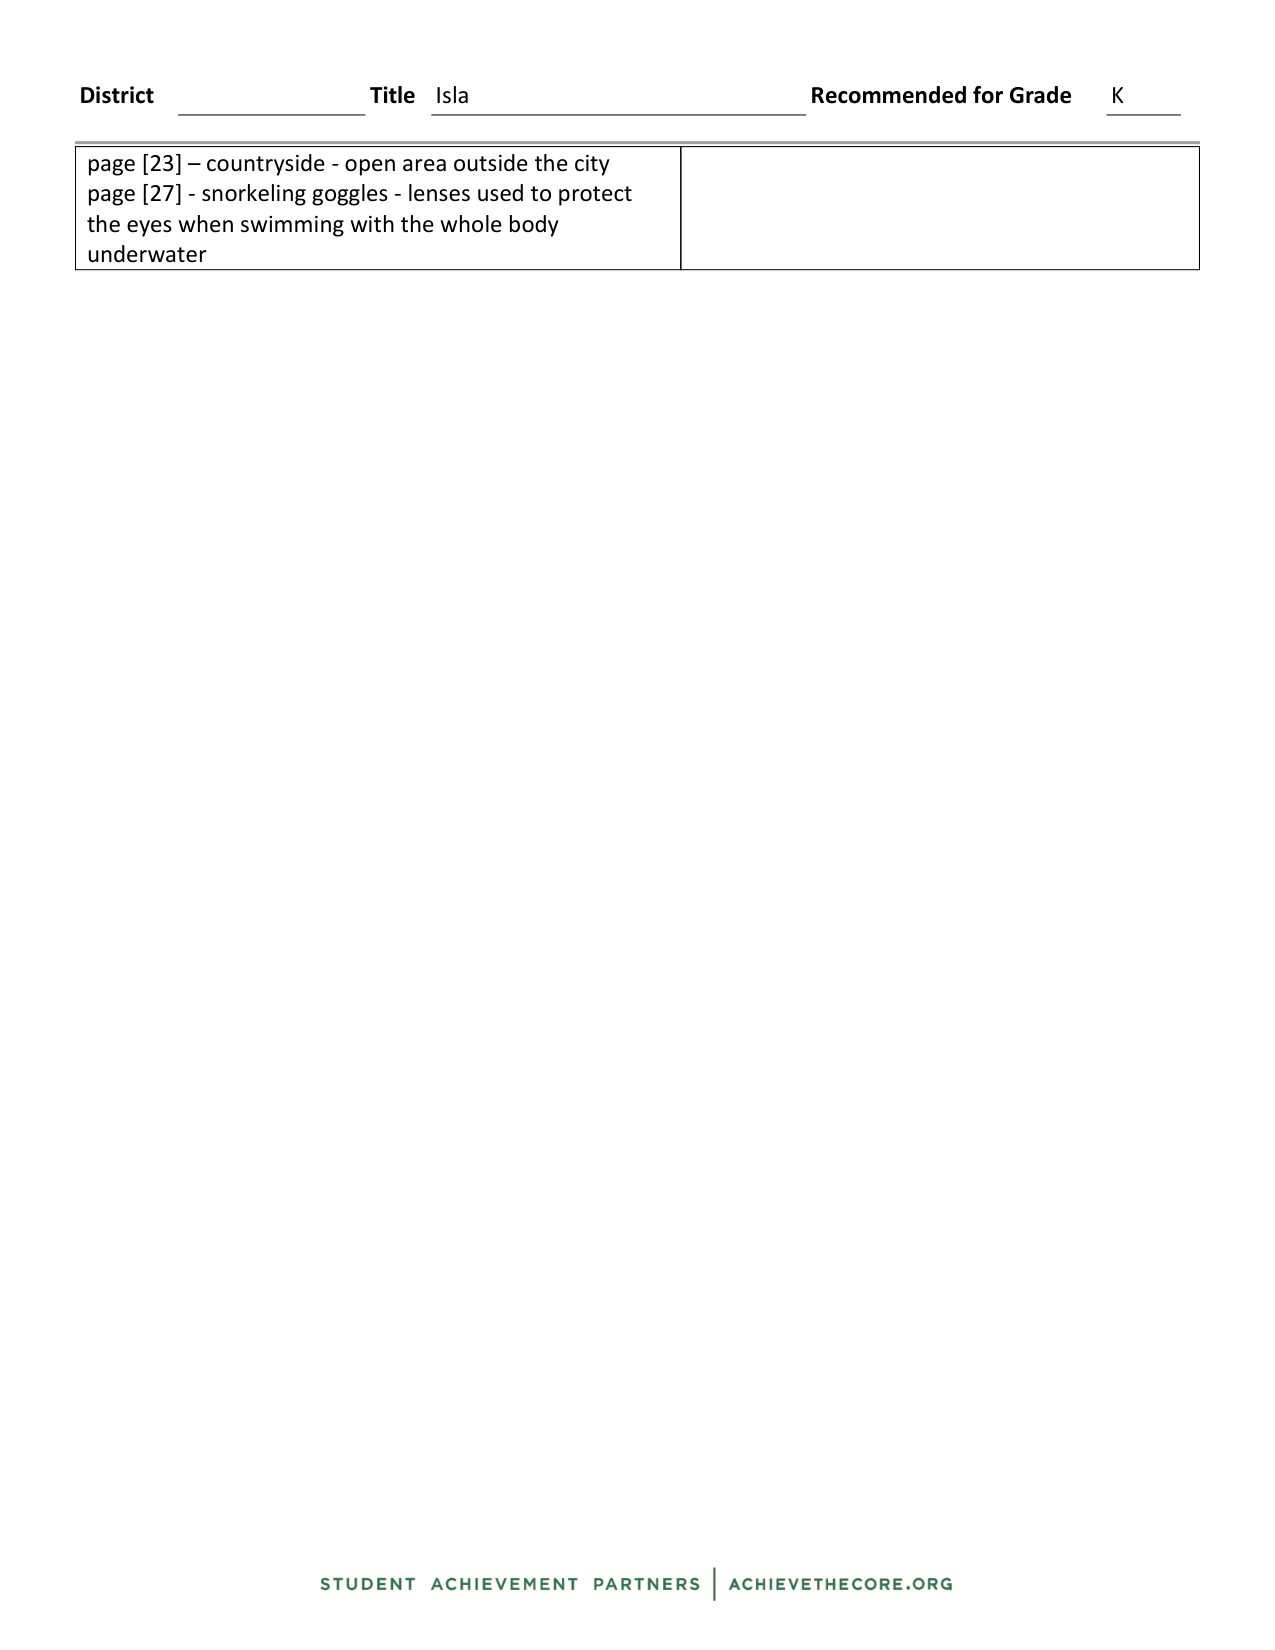 District Title Isla Recommended for Grade K
page [23] – countryside - open area outside the city
page [27] - snorkeling goggles - lenses used to protect
the eyes when swimming with the whole body
underwater
STUDENT ACHIEVEMENT PARTNERS | ACHIEVETHECORE.ORG